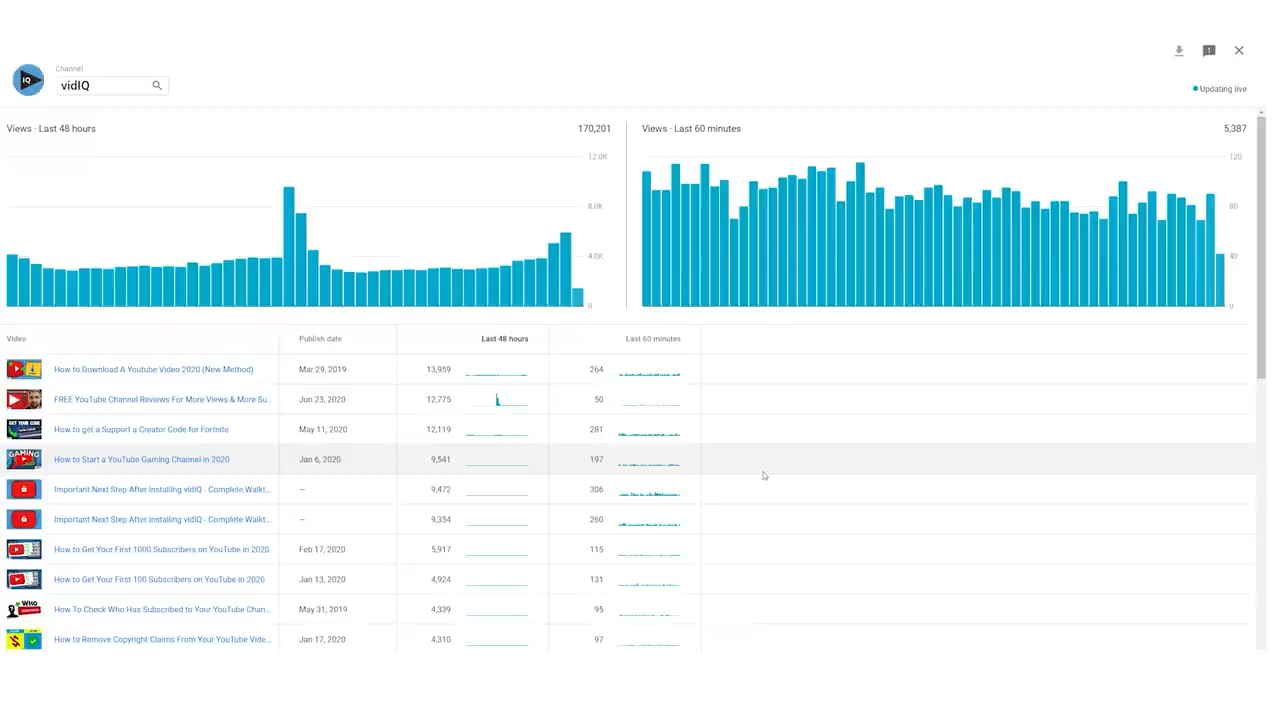 Channel
IQ
vidIQ
Updating live
Views · Last 48 hours
170,201
Views · Last 60 minutes
5,387
12.0K
8.0K
4.0K
0
120
80
40
0
Video Publish date Last 48 hours Last 60 minutes
How to Download A Youtube Video 2020 (New Method) Mar 29, 2019 13,959 264
FREE YouTube Channel Reviews For More Views & More Su... Jun 23, 2020 12,775 50
GET YOUR CODE
How to get a Support a Creator Code for Fortnite May 11, 2020 12,119 281
GAMING
How to Start a YouTube Gaming Channel in 2020 Jan 6, 2020 9,541 197
Important Next Step After installing vidIQ - Complete Walkt... – 9,472 306
Important Next Step After installing vidIQ - Complete Walkt... – 9,354 260
How to Get Your First 1000 Subscribers on YouTube in 2020 Feb 17, 2020 5,917 115
How to Get Your First 100 Subscribers on YouTube in 2020 Jan 13, 2020 4,924 131
WHO
How To Check Who Has Subscribed to Your YouTube Chan... May 31, 2019 4,339 95
How to Remove Copyright Claims From Your YouTube Vide... Jan 17, 2020 4,310 97